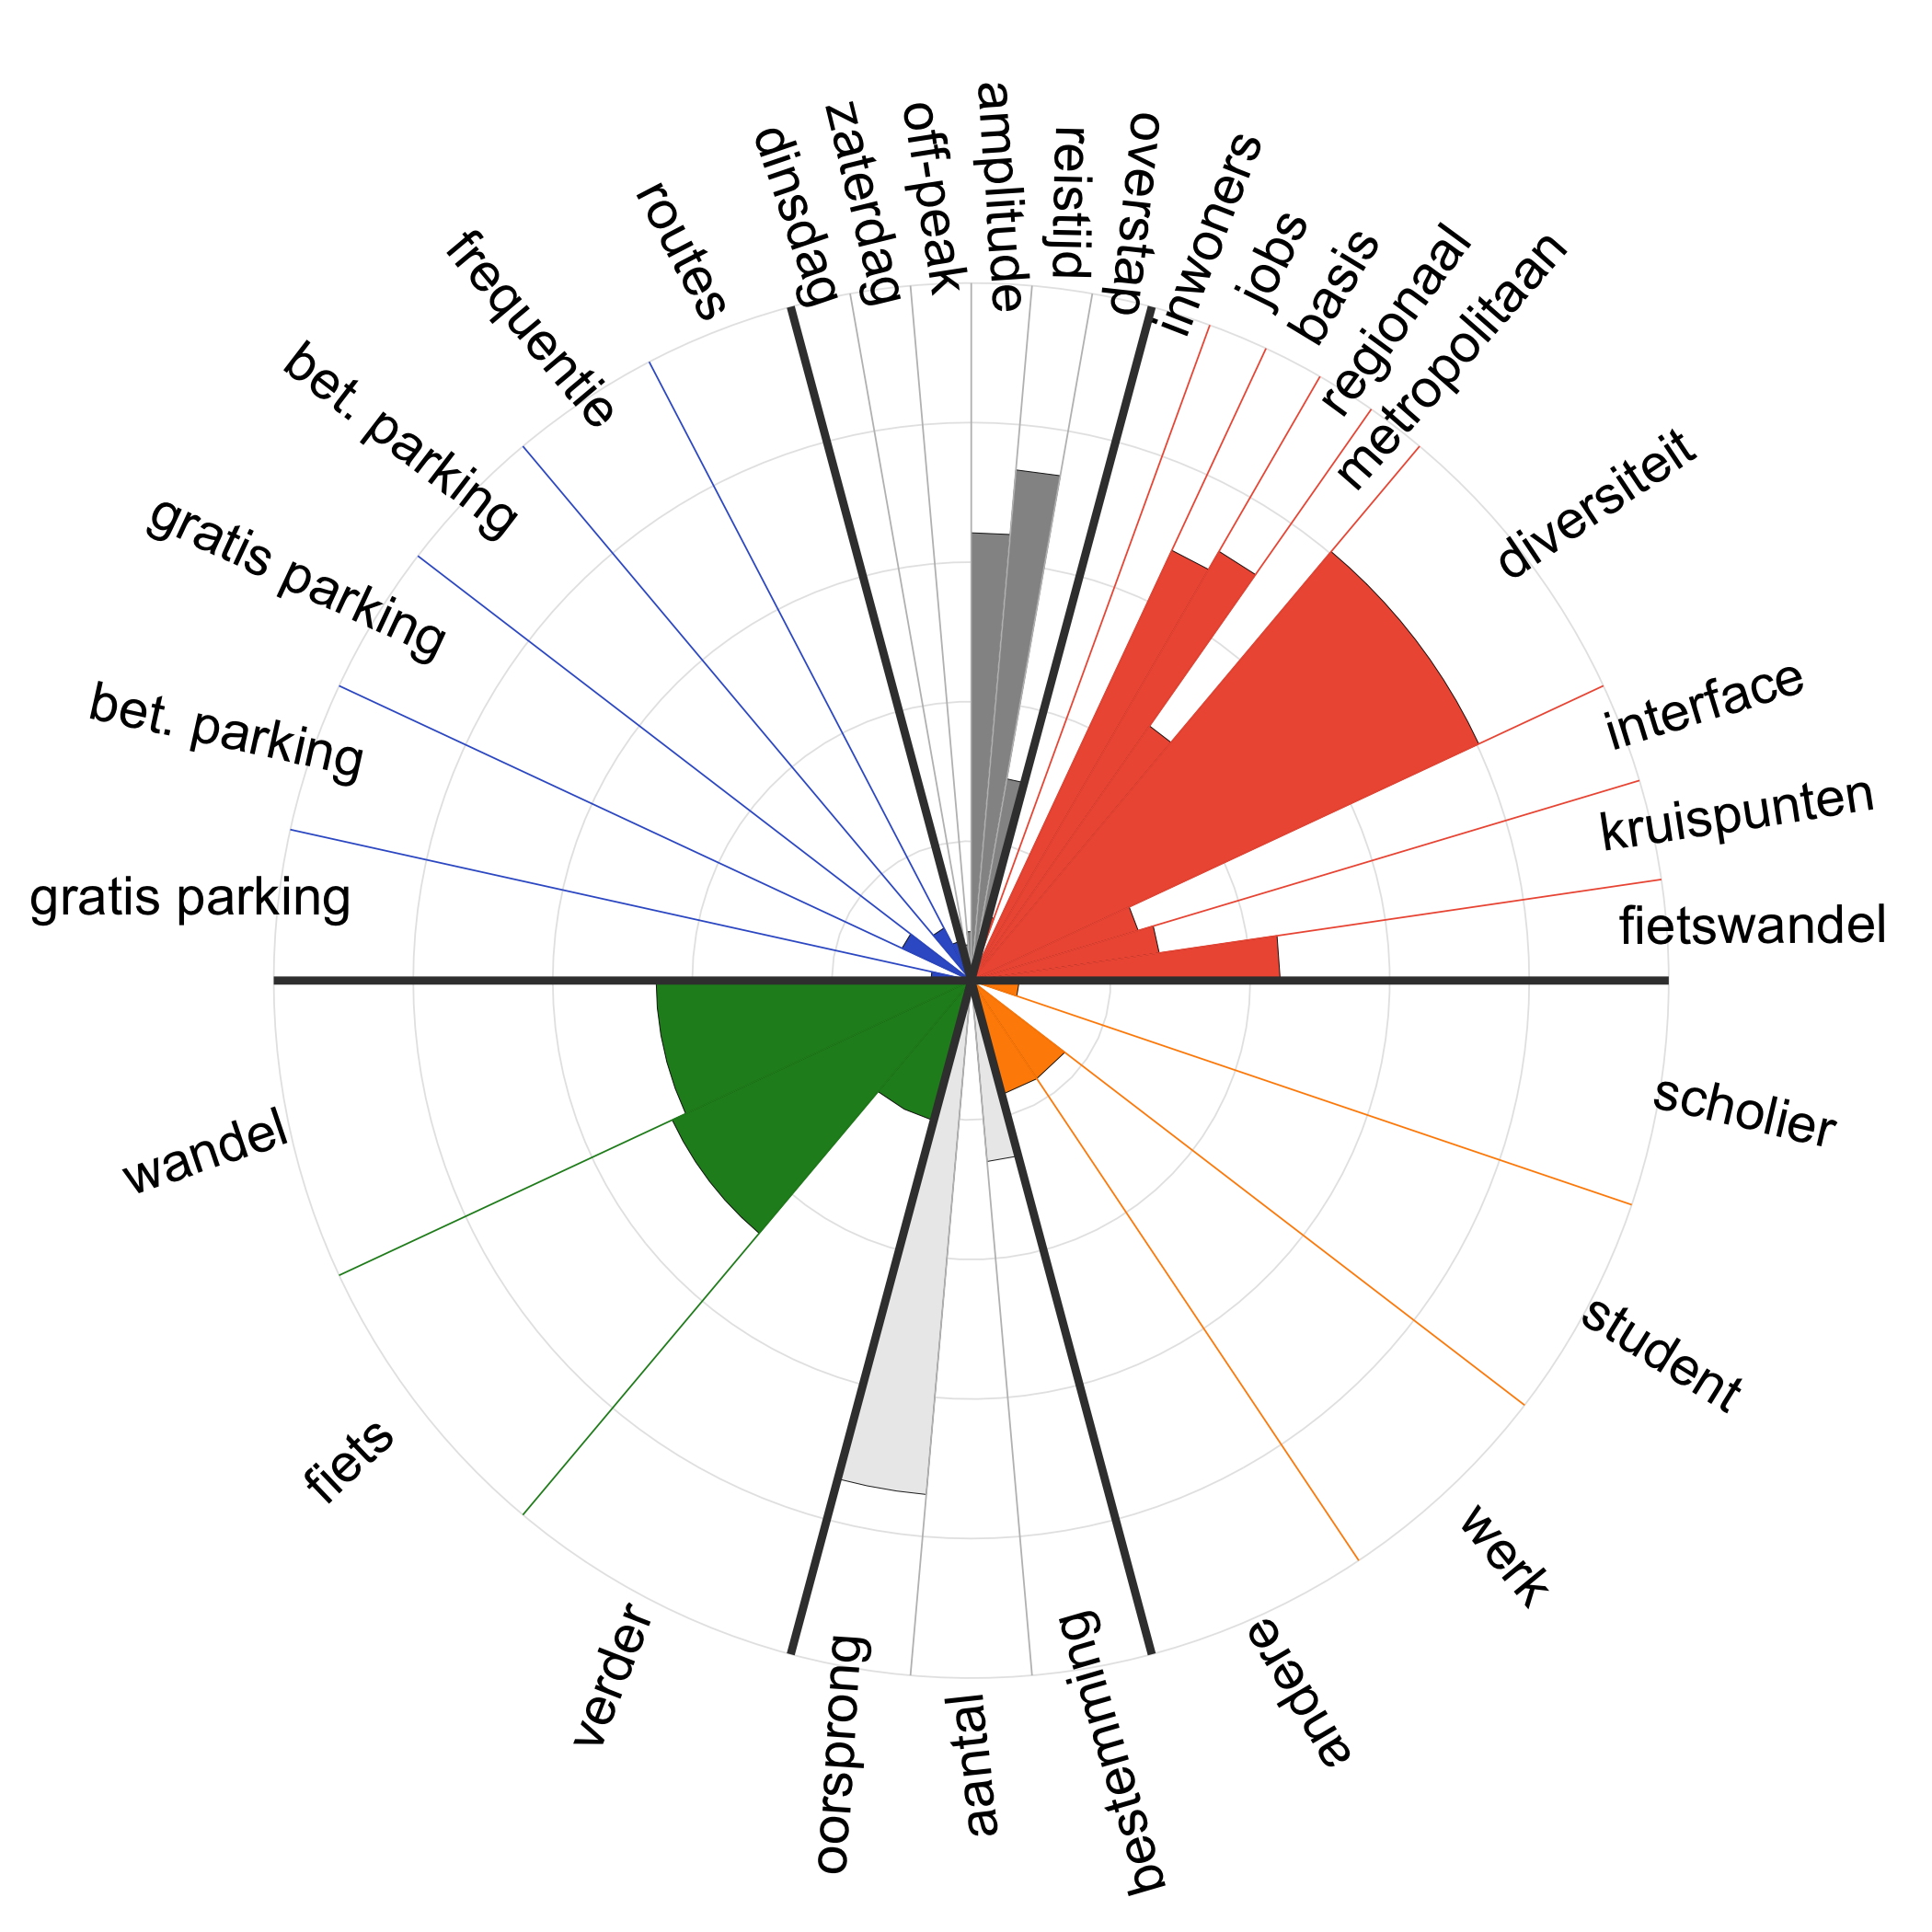 dinsdag
zaterdag
off-peak
amplitude
reistijd
overstap
inwoners
jobs
basis
regionaal
metropolitaan
diversiteit
interface
kruispunten
fietswandel
scholier
student
werk
andere
bestemming
aantal
oorsprong
verder
fiets
wandel
gratis parking
bet. parking
gratis parking
bet. parking
frequentie
routes